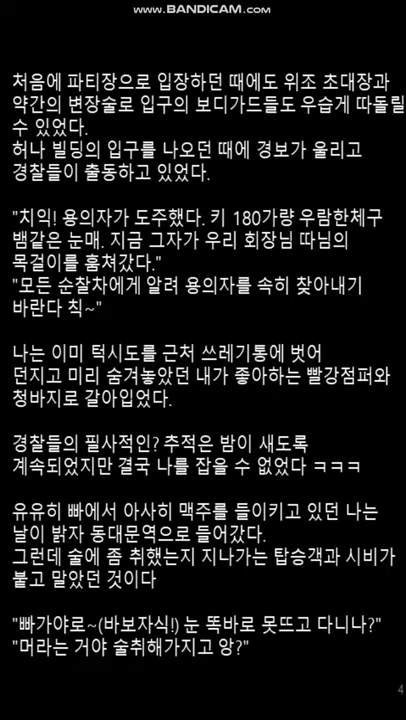 www.BANDICAM.com
처음에 파티장으로 입장하던 때에도 위조 초대장과
약간의 변장술로 입구의 보디가드들도 우습게 따돌릴
수 있었다.
허나 빌딩의 입구를 나오던 때에 경보가 울리고
경찰들이 출동하고 있었다.
"치익! 용의자가 도주했다. 키 180가량 우람한체구
뱀같은 눈매. 지금 그자가 우리 회장님 따님의
목걸이를 훔쳐갔다."
"모든 순찰차에게 알려 용의자를 속히 찾아내기
바란다 칙~"
나는 이미 턱시도를 근처 쓰레기통에 벗어
던지고 미리 숨겨놓았던 내가 좋아하는 빨강점퍼와
청바지로 갈아입었다.
경찰들의 필사적인? 추적은 밤이 새도록
계속되었지만 결국 나를 잡을 수 없었다 ㅋㅋㅋ
유유히 빠에서 아사히 맥주를 들이키고 있던 나는
날이 밝자 동대문역으로 들어갔다.
그런데 술에 좀 취했는지 지나가는 탑승객과 시비가
붙고 말았던 것이다
"빠가야로~(바보자식!) 눈 똑바로 못뜨고 다니나?"
"머라는 거야 술취해가지고 앙?"
4